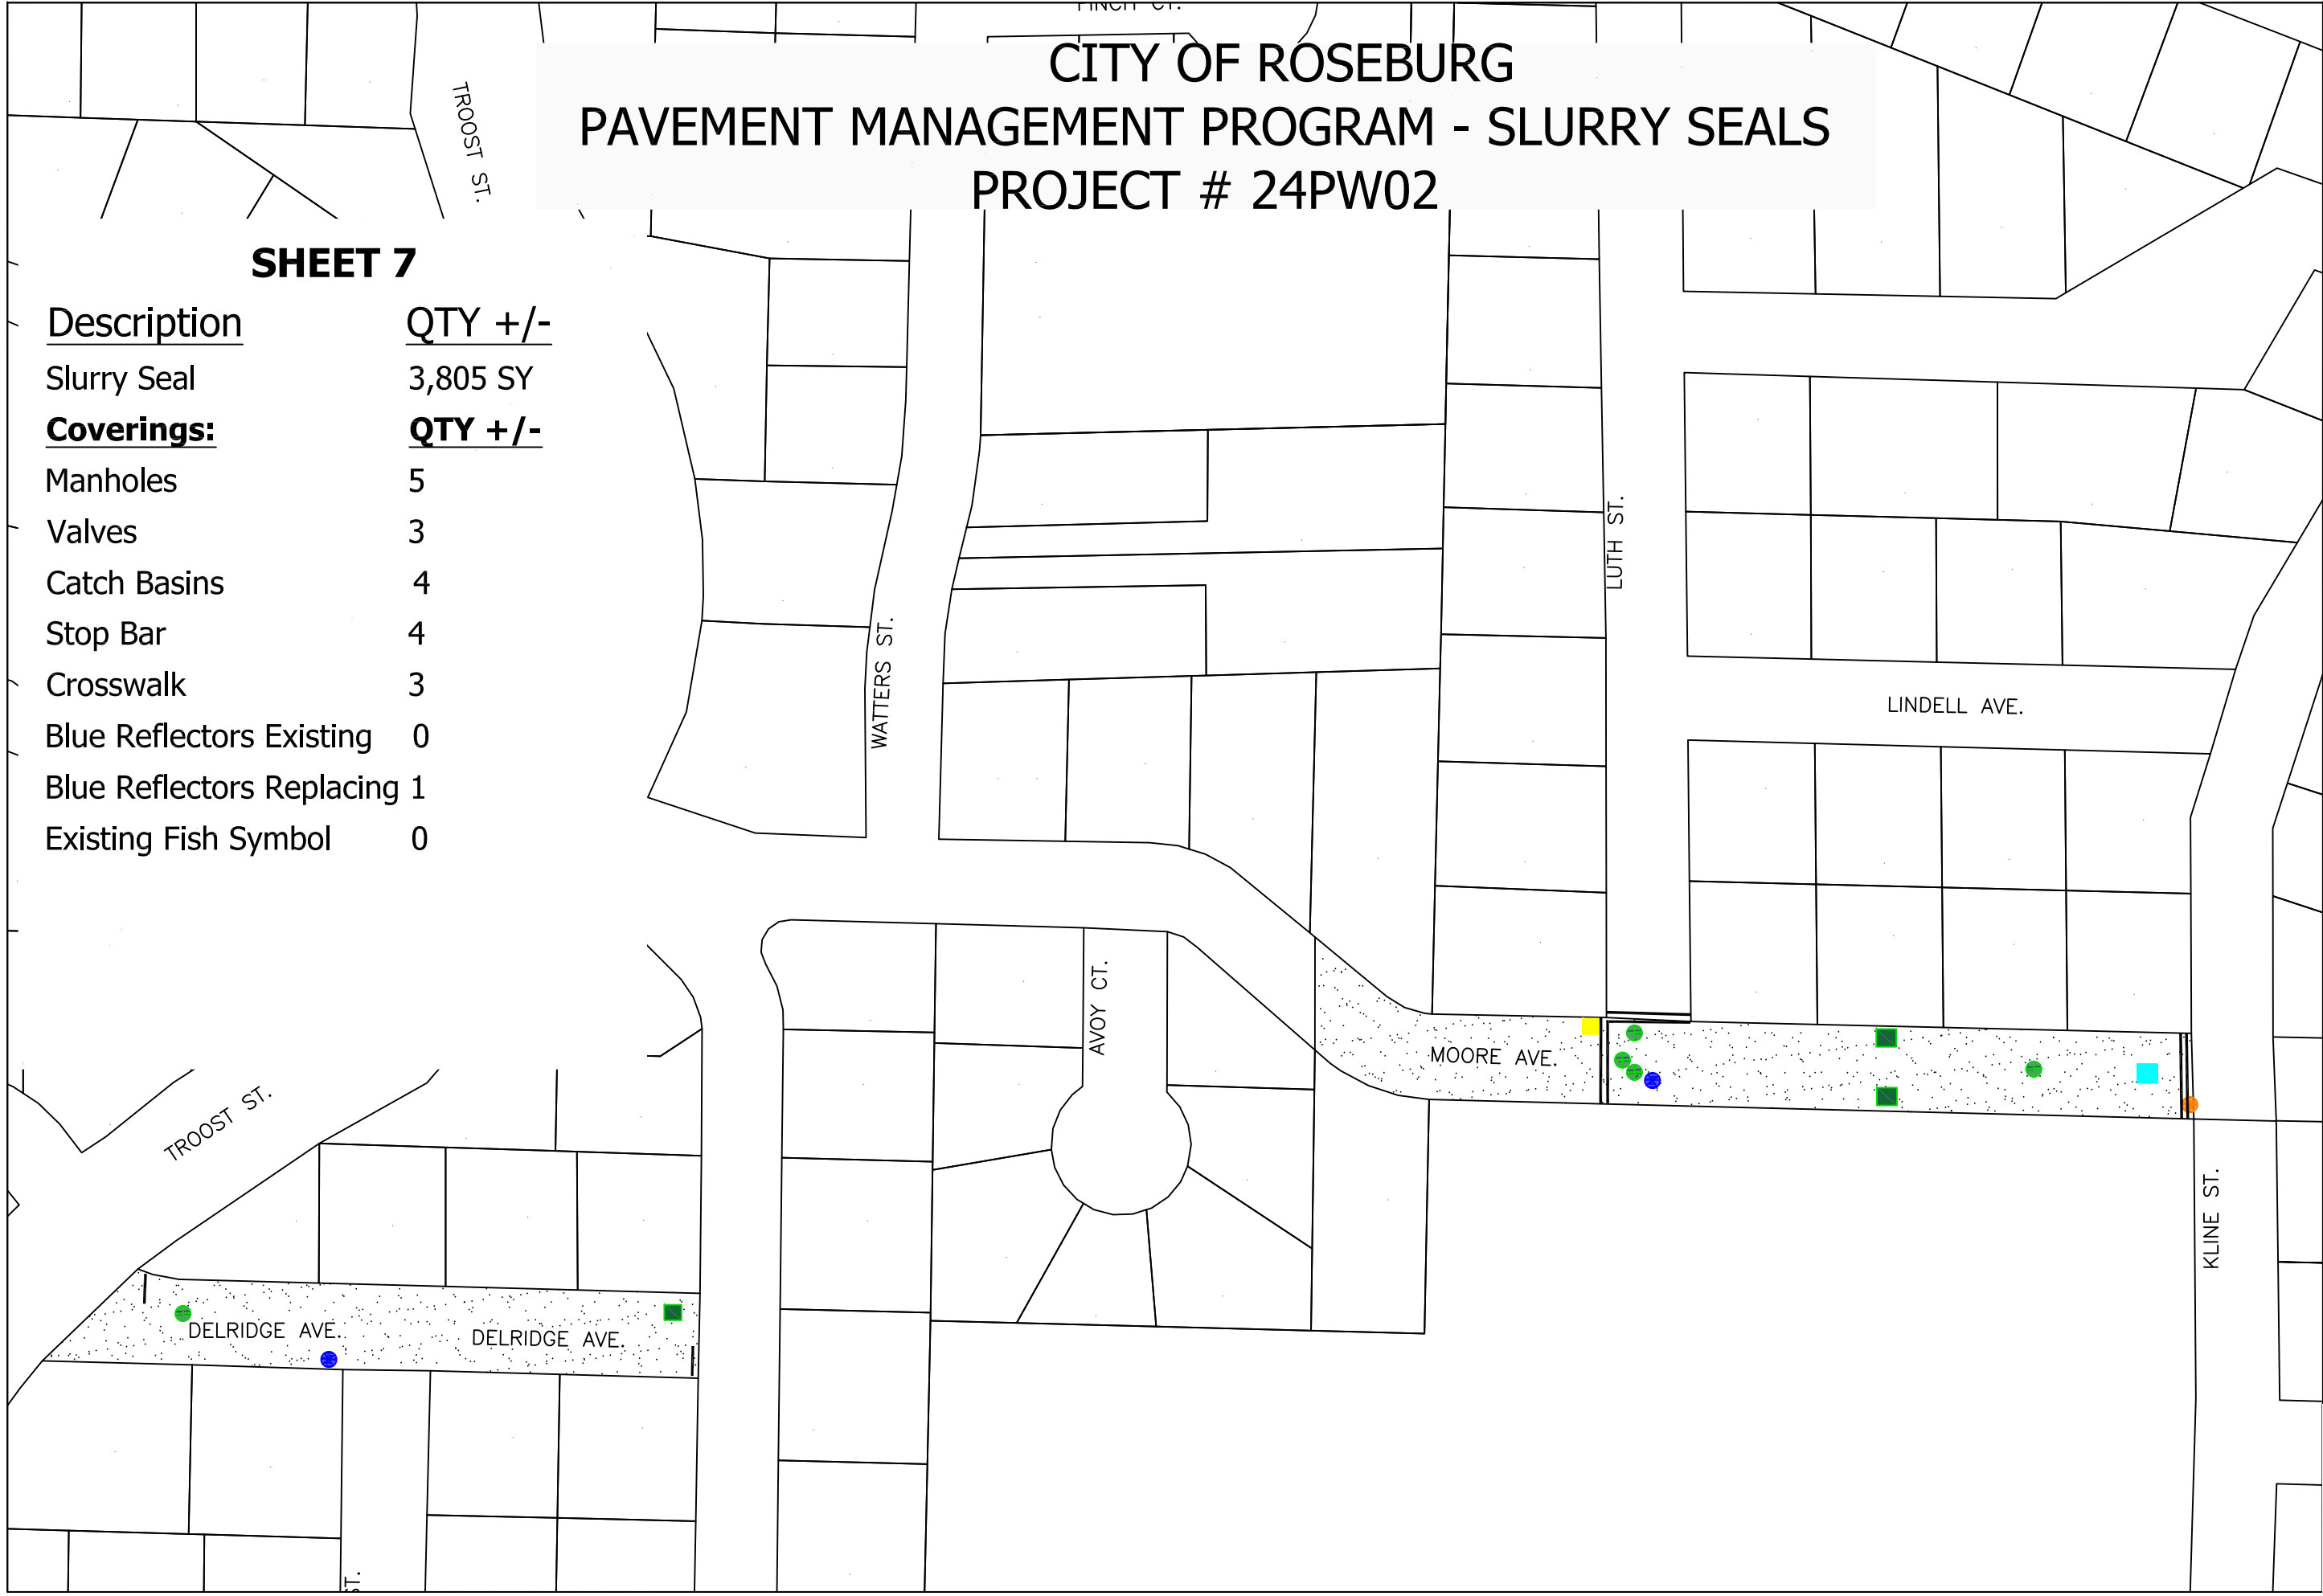 FINCH CT.
CITY OF ROSEBURG
PAVEMENT MANAGEMENT PROGRAM - SLURRY SEALS
PROJECT # 24PW02
TROOST ST.
SHEET 7
Description QTY +/-
Slurry Seal 3,805 SY
Coverings: QTY +/-
Manholes 5
Valves 3
Catch Basins 4
Stop Bar 4
Crosswalk 3
Blue Reflectors Existing 0
Blue Reflectors Replacing 1
Existing Fish Symbol 0
LUTH ST.
WATTERS ST.
LINDELL AVE.
AVOY CT.
MOORE AVE.
TROOST ST.
KLINE ST.
DELRIDGE AVE.
DELRIDGE AVE.
ST.